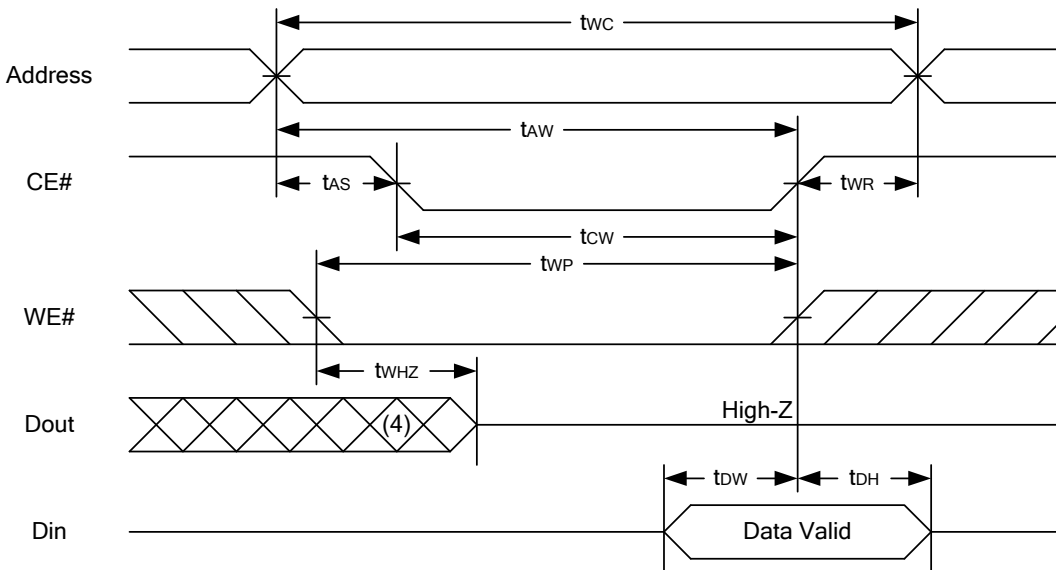 tWC
Address
tAW
CE#
tAS
tWR
tCW
tWP
WE#
tWHZ
Dout
(4)
High-Z
tDW
tDH
Din
Data Valid